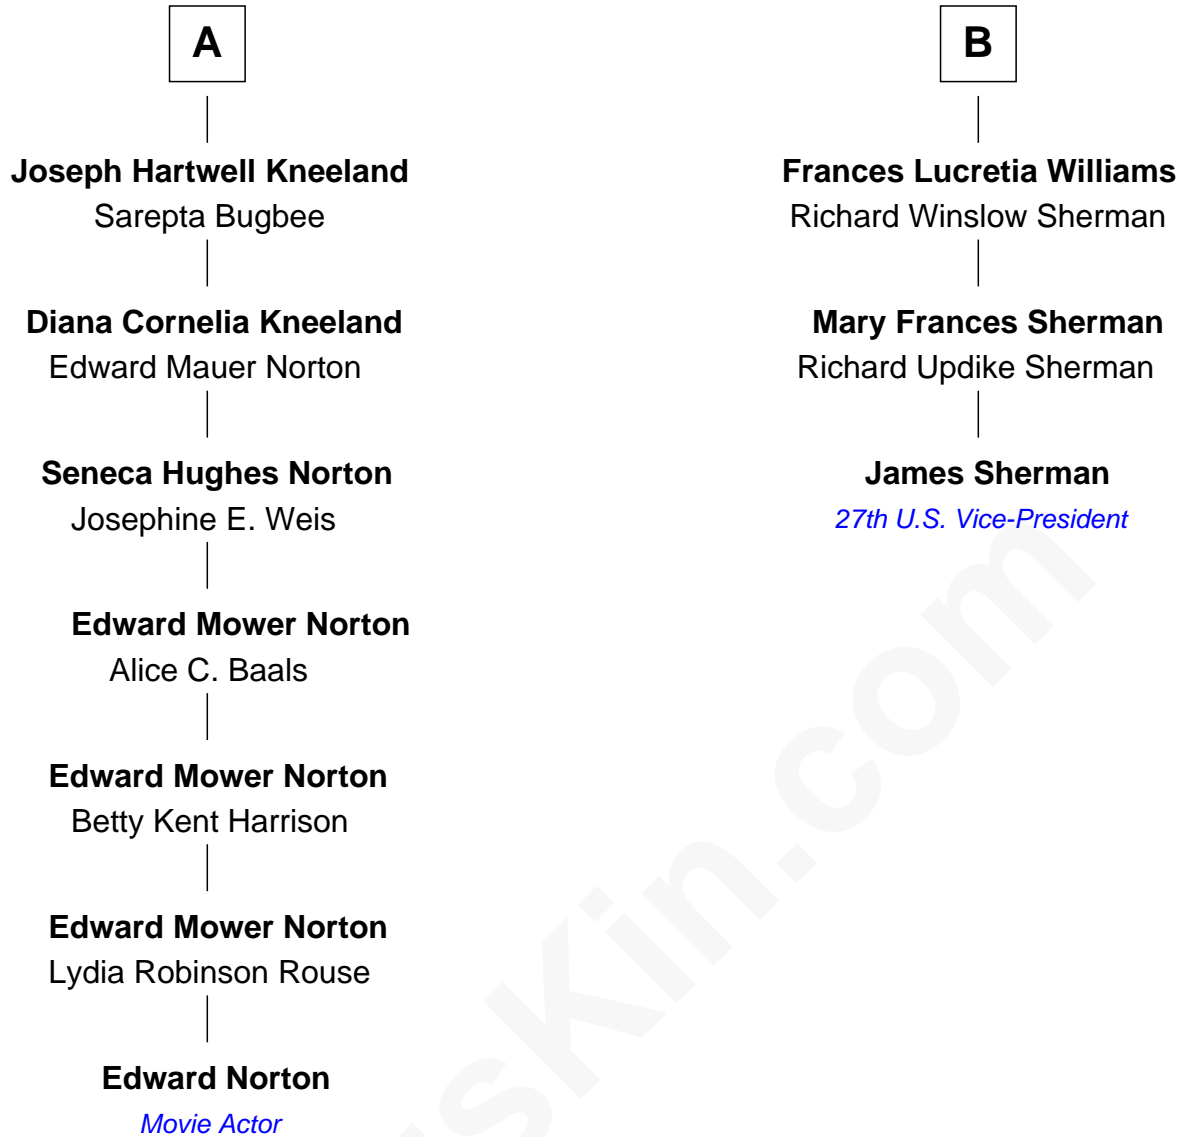 A
Joseph Hartwell Kneeland
Sarepta Bugbee
Diana Cornelia Kneeland
Edward Mauer Norton
Seneca Hughes Norton
Josephine E. Weis
Edward Mower Norton
Alice C. Baals
Edward Mower Norton
Betty Kent Harrison
Edward Mower Norton
Lydia Robinson Rouse
Edward Norton
Movie Actor
B
Frances Lucretia Williams
Richard Winslow Sherman
Mary Frances Sherman
Richard Updike Sherman
James Sherman
27th U.S. Vice-President
sKin.com